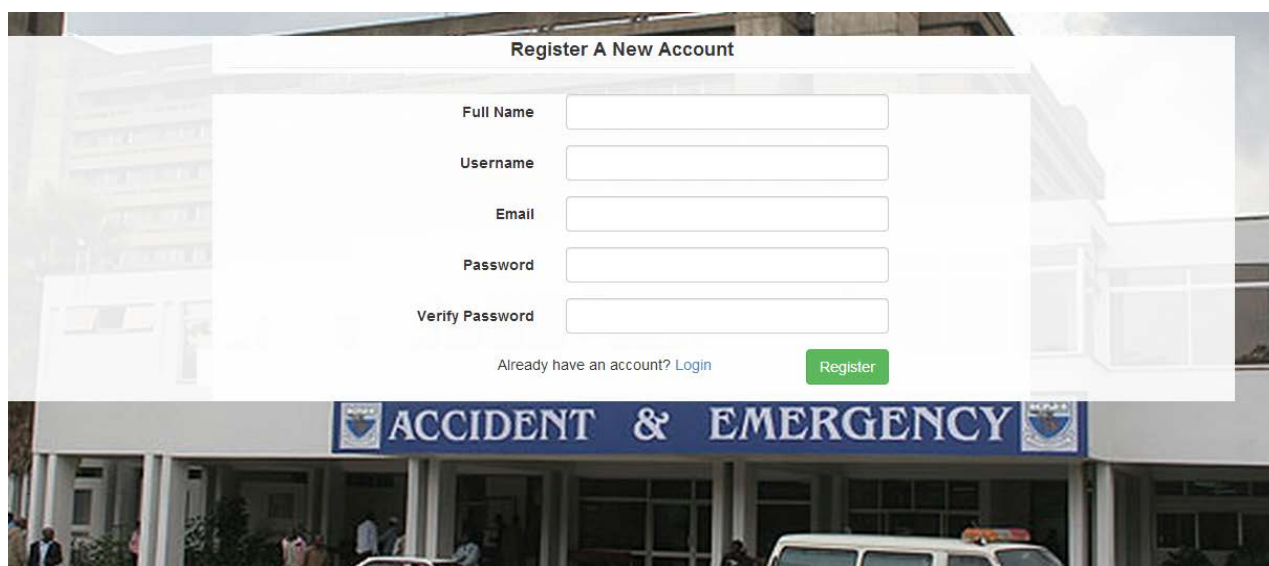 Register A New Account
Full Name
Username
Email
Password
Verify Password
Already have an account? Login
Register
ACCIDENT & EMERGENCY